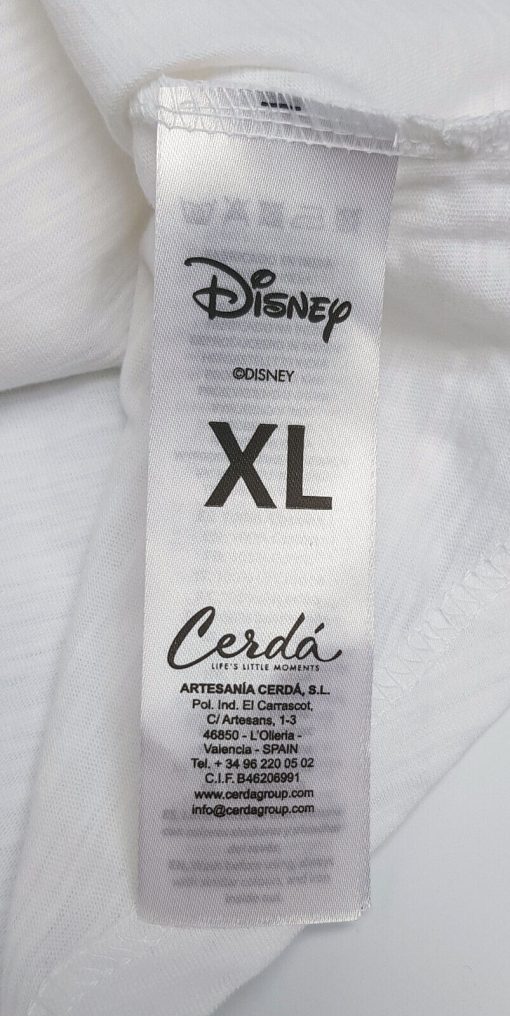 Disney
©DISNEY
XL
Cerdá
LIFE'S LITTLE MOMENTS
ARTESANÍA CERDÁ, S.L.
Pol. Ind. El Carrascot,
C/ Artesans, 1-3
46850 - L'Olleria -
Valencia - SPAIN
Tel. + 34 96 220 05 02
C.I.F. B46206991
www.cerdagroup.com
info@cerdagroup.com